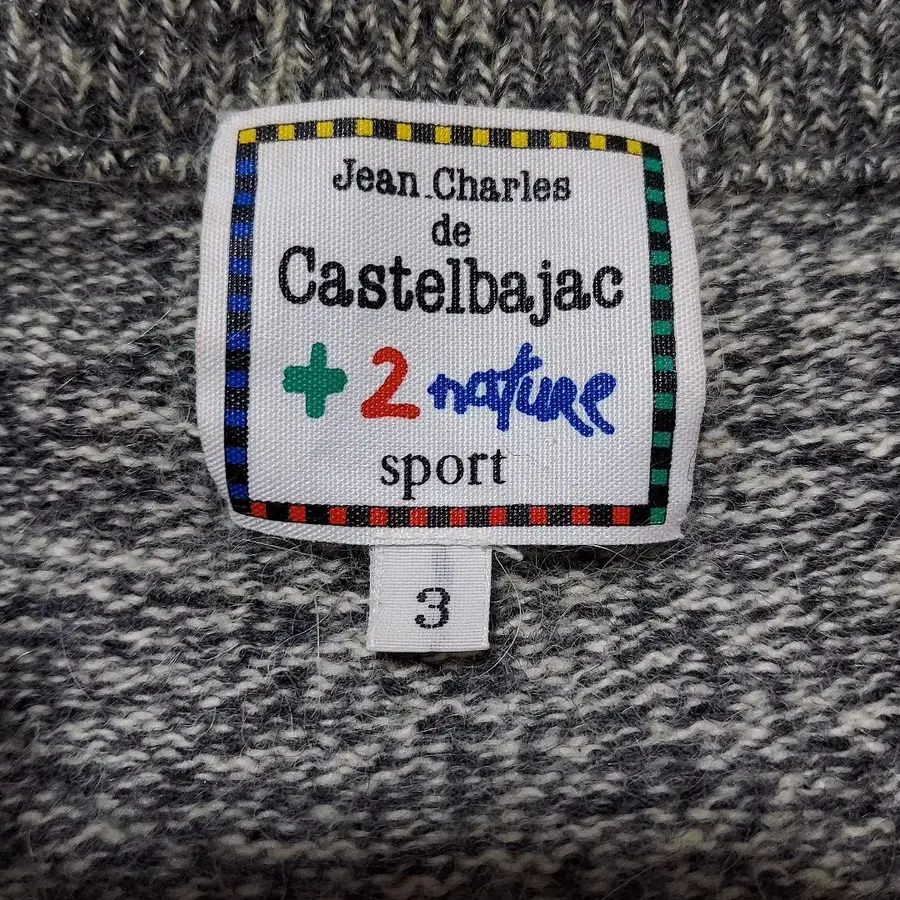 Jean.Charles
de
Castelbajac
+ 2 nature
sport
3